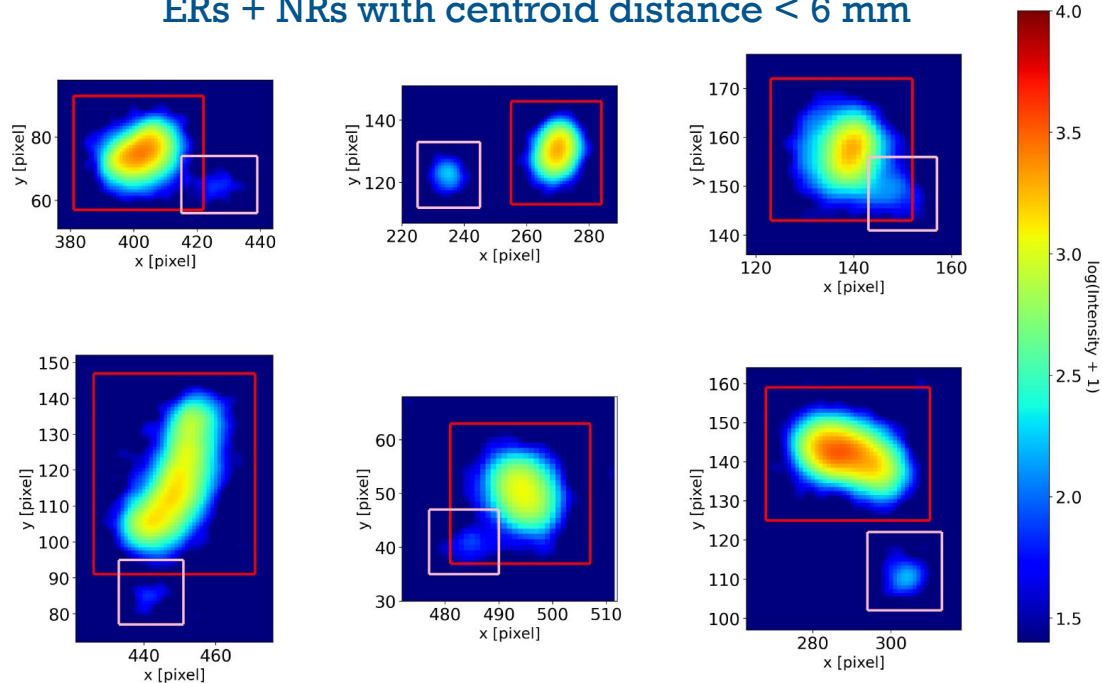 ERs + NRs with centroid distance < 6 mm
80
60
y [pixel]
380 400 420 440
x [pixel]
140
120
y [pixel]
220 240 260 280
x [pixel]
170
160
150
140
y [pixel]
120 140 160
x [pixel]
150
140
130
120
110
100
90
80
y [pixel]
440 460
x [pixel]
60
50
40
30
y [pixel]
480 490 500 510
x [pixel]
160
150
140
130
120
110
100
y [pixel]
280 300
x [pixel]
4.0
3.5
3.0
2.5
2.0
1.5
log(Intensity + 1)